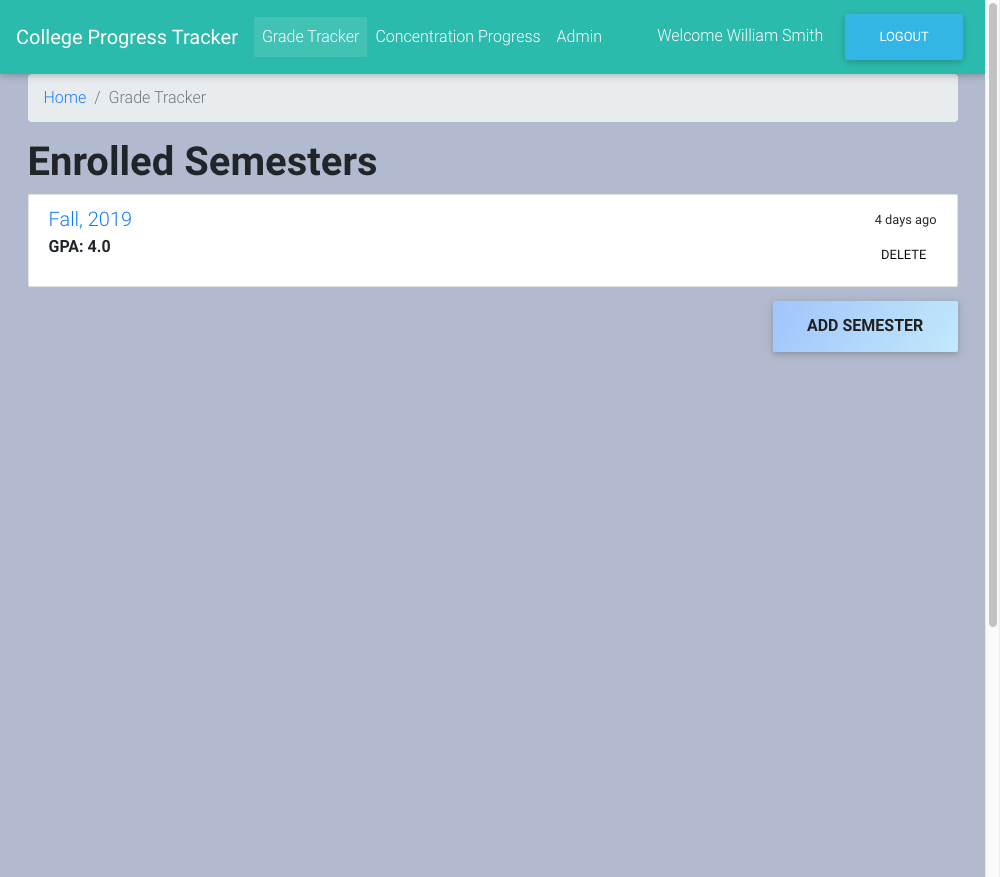 College Progress Tracker Grade Tracker Concentration Progress Admin Welcome William Smith LOGOUT
Home / Grade Tracker
Enrolled Semesters
Fall, 2019 4 days ago
GPA: 4.0
DELETE
ADD SEMESTER